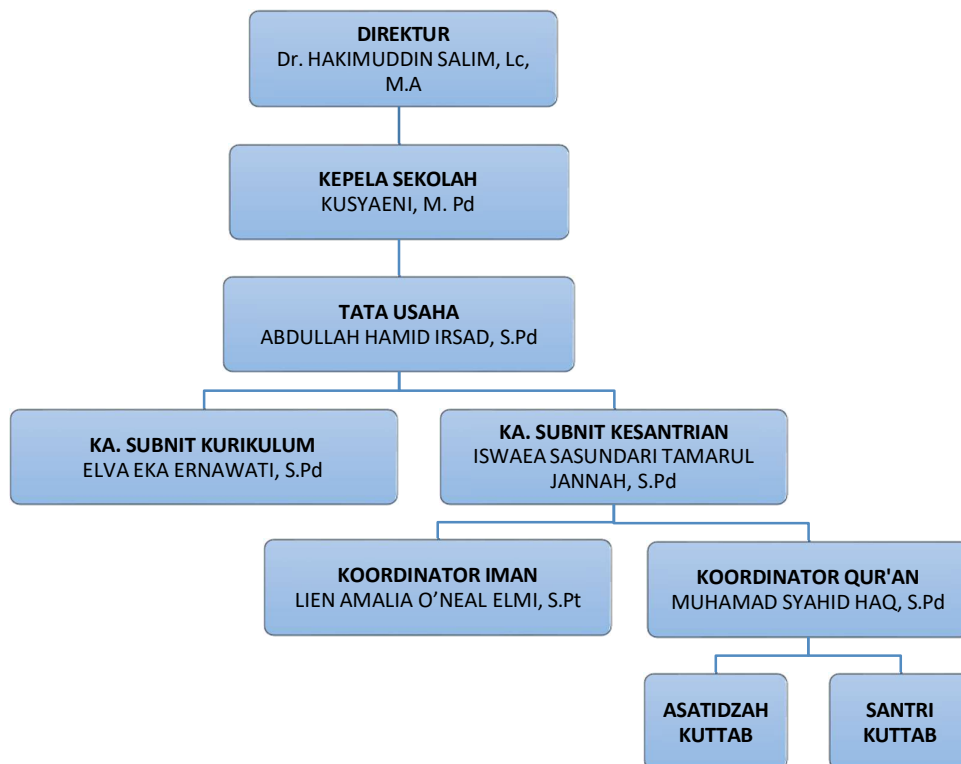 DIREKTUR
Dr. HAKIMUDDIN SALIM, Lc,
M.A
KEPELA SEKOLAH
KUSYAENI, M. Pd
TATA USAHA
ABDULLAH HAMID IRSAD, S.Pd
KA. SUBNIT KURIKULUM
ELVA EKA ERNAWATI, S.Pd
KA. SUBNIT KESANTRIAN
ISWAEA SASUNDARI TAMARUL
JANNAH, S.Pd
KOORDINATOR IMAN
LIEN AMALIA O’NEAL ELMI, S.Pt
KOORDINATOR QUR'AN
MUHAMAD SYAHID HAQ, S.Pd
ASATIDZAH
KUTTAB
SANTRI
KUTTAB